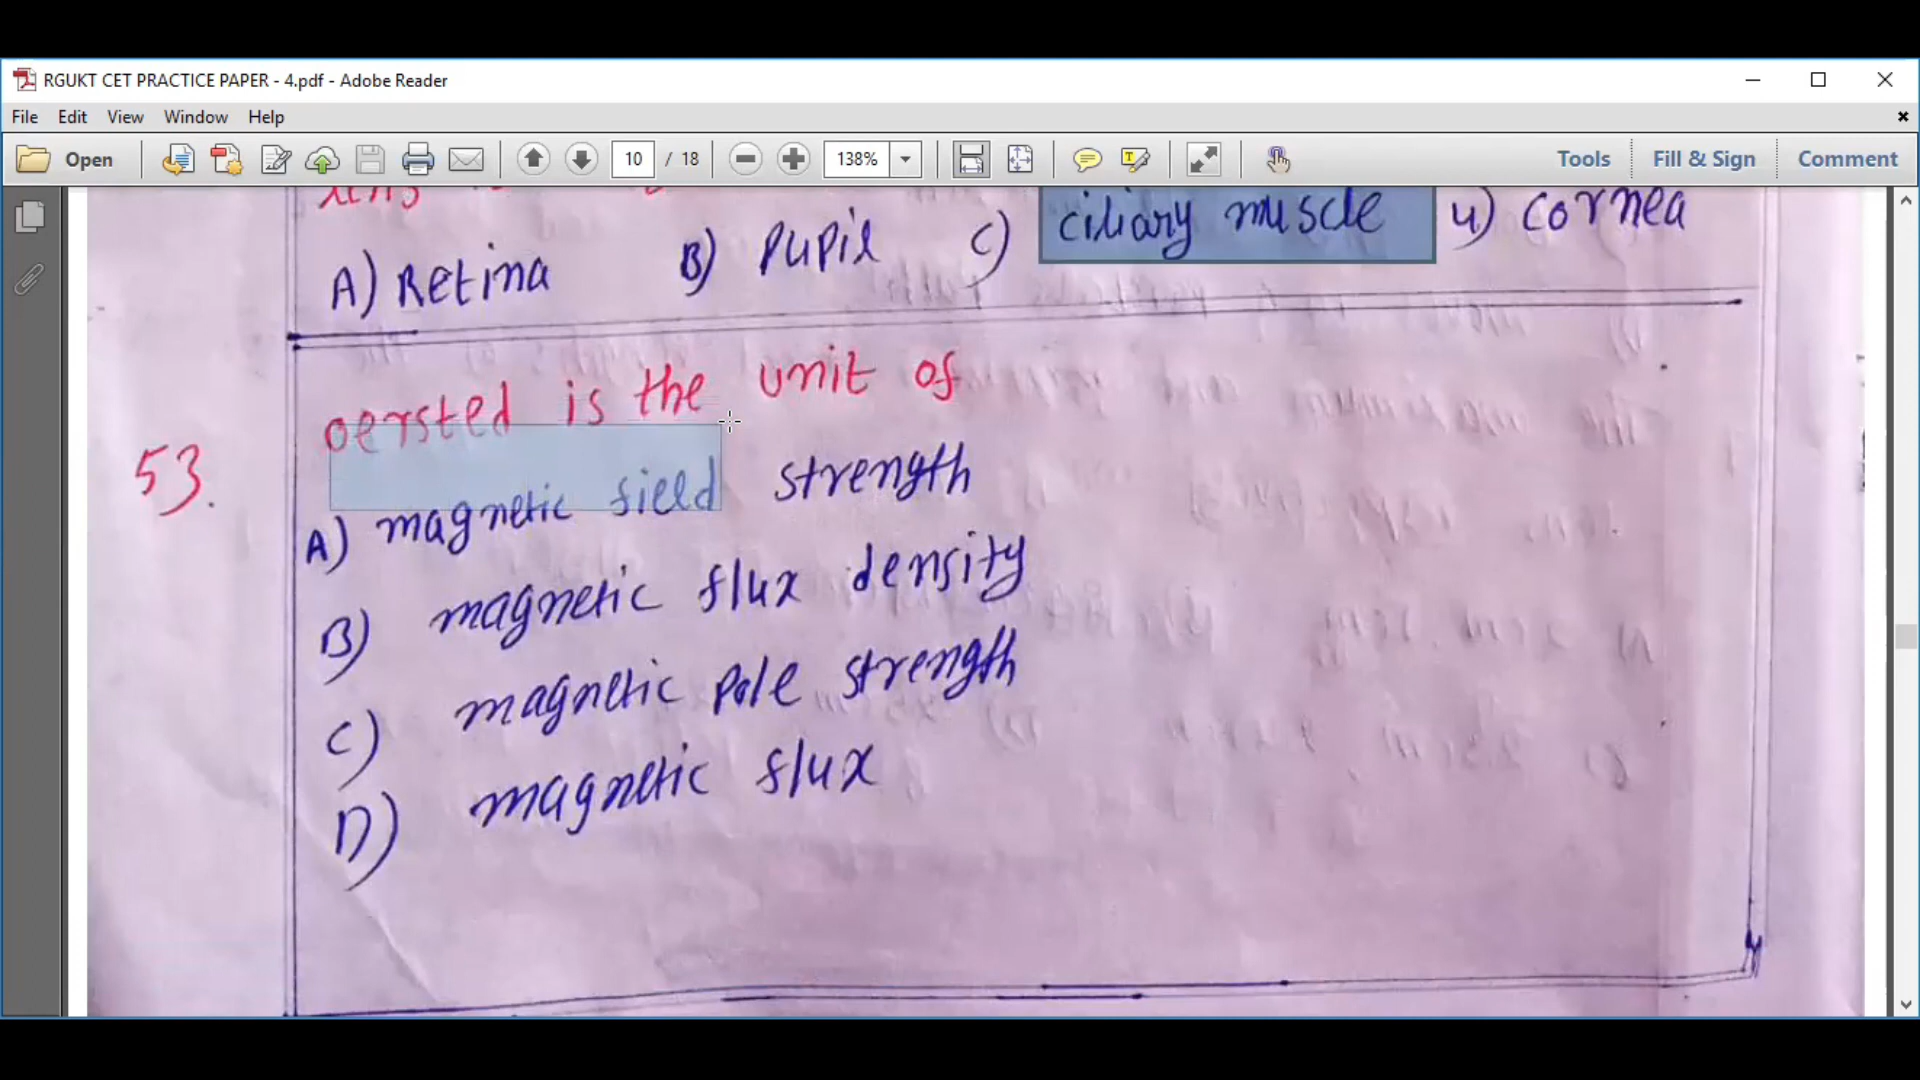 RGUKT CET PRACTICE PAPER - 4.pdf - Adobe Reader
File Edit View Window Help
Open 10 / 18 138% Tools Fill & Sign Comment
A) Retina B) Pupil C) ciliary muscle 4) cornea
53. oersted is the unit of
A) magnetic field strength
B) magnetic flux density
C) magnetic pole strength
D) magnetic flux